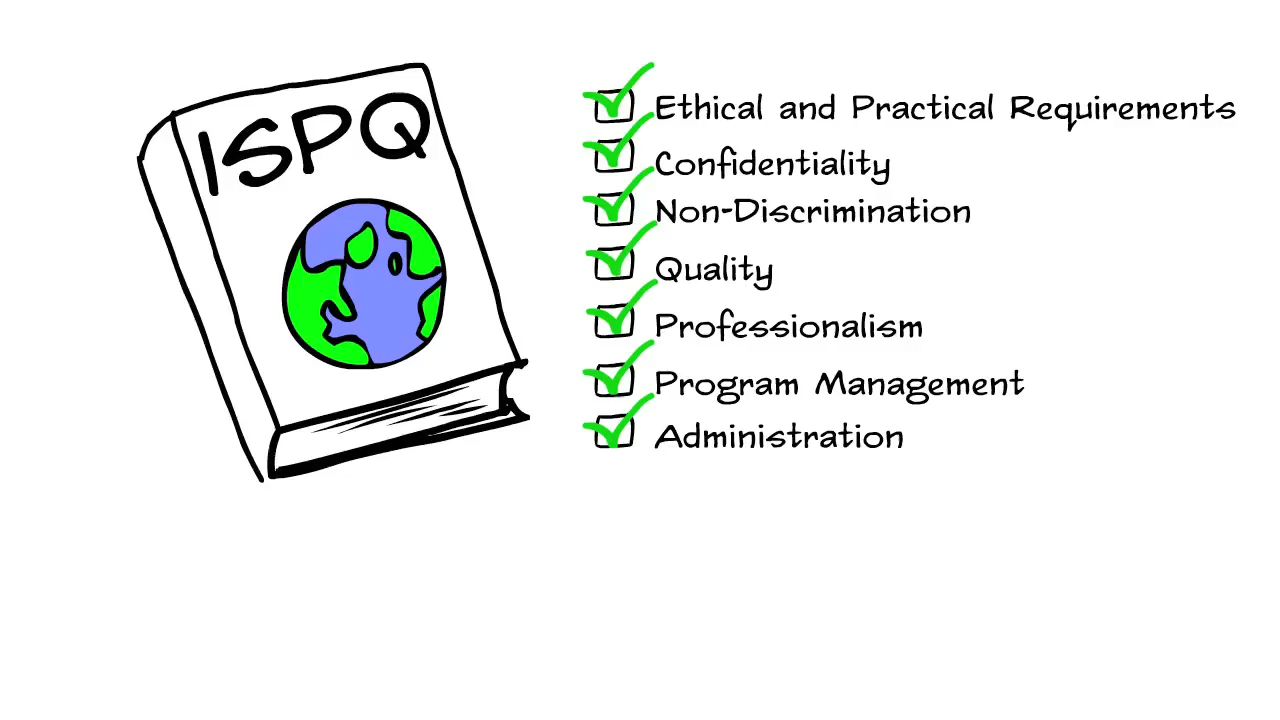 ISPQ
Ethical and Practical Requirements
Confidentiality
Non-Discrimination
Quality
Professionalism
Program Management
Administration